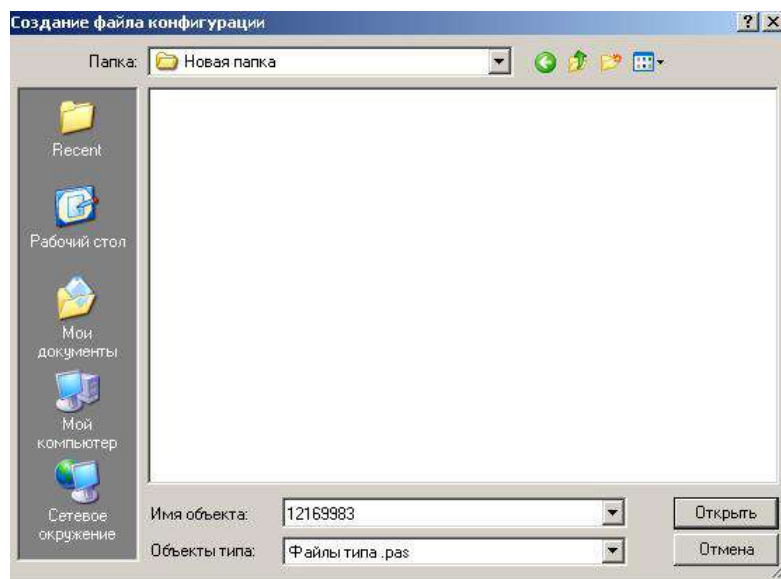 Создание файла конфигурации
Папка: Новая папка
Recent
Рабочий стол
Мои
документы
Мой
компьютер
Сетевое
окружение
Имя объекта: 12169983 Открыть
Объекты типа: Файлы типа .pas Отмена